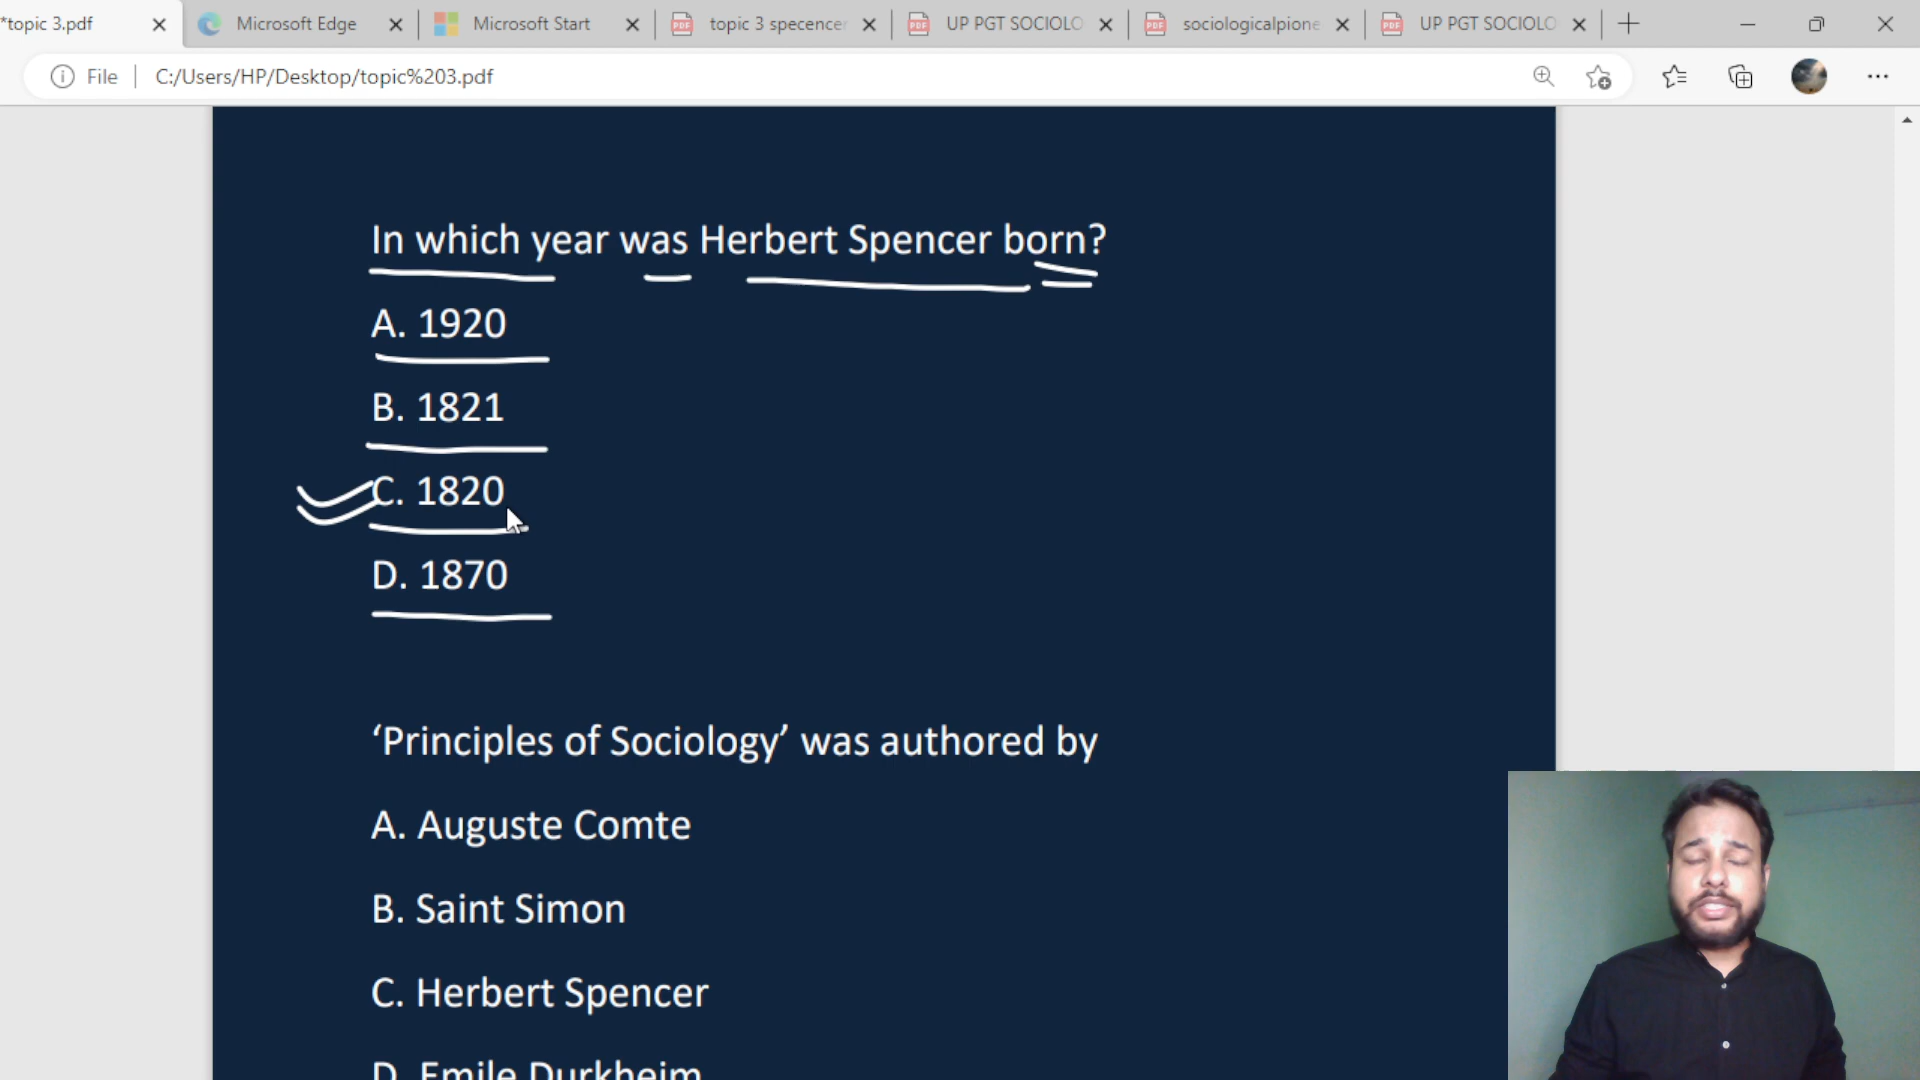 *topic 3.pdf
Microsoft Edge
Microsoft Start
topic 3 specencer
UP PGT SOCIOLO
sociologicalpione
UP PGT SOCIOLO
File
C:/Users/HP/Desktop/topic%203.pdf
In which year was Herbert Spencer born?
A. 1920
B. 1821
C. 1820
D. 1870
‘Principles of Sociology’ was authored by
A. Auguste Comte
B. Saint Simon
C. Herbert Spencer
D. Emile Durkheim